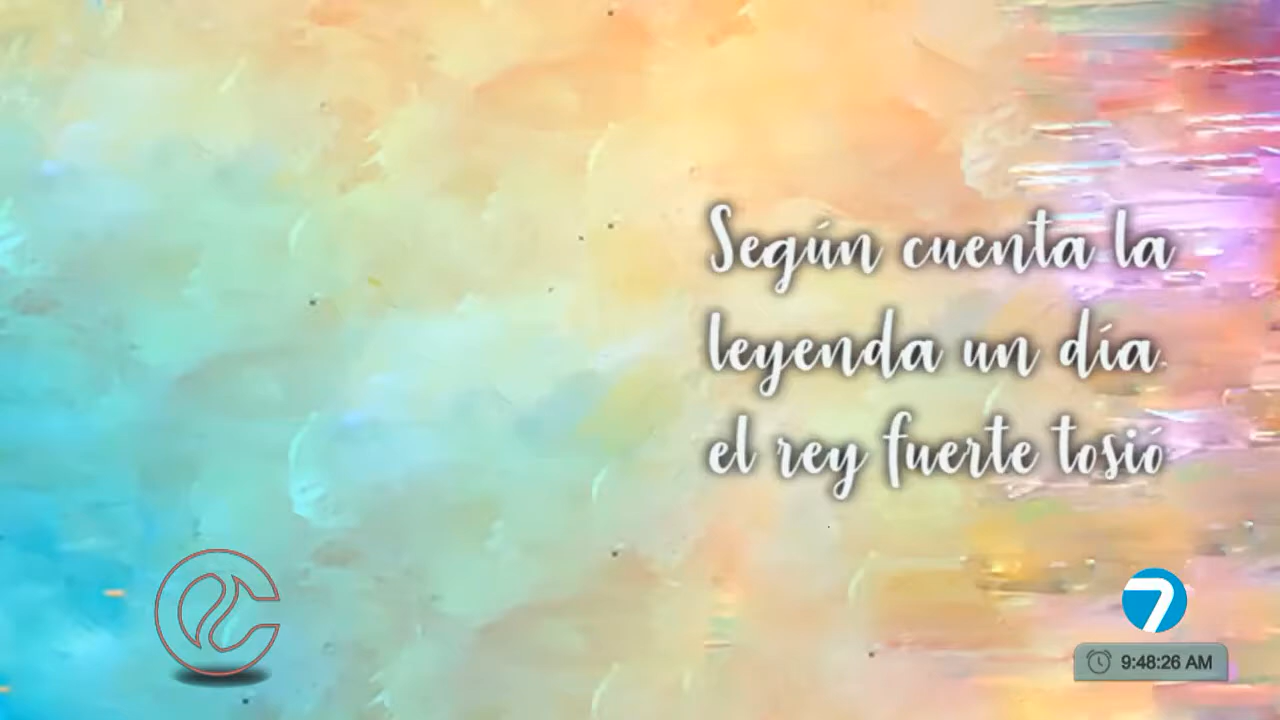 Según cuenta la
leyenda un día
el rey fuerte tosió
7
9:48:26 AM